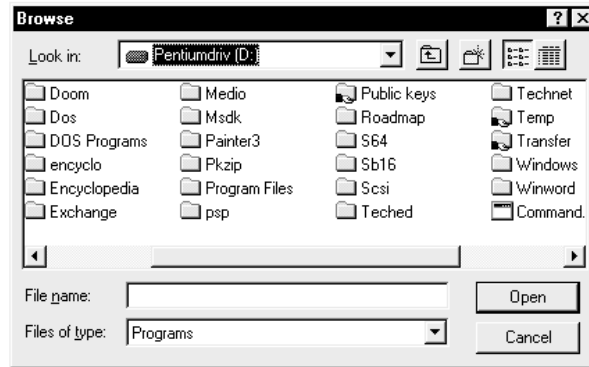 Browse
Look in: Pentiumdriv (D:)
Doom Medio Public keys Technet
Dos Msdk Roadmap Temp
DOS Programs Painter3 S64 Transfer
encyclo Pkzip Sb16 Windows
Encyclopedia Program Files Scsi Winword
Exchange psp Teched Command.
File name: Open
Files of type: Programs Cancel